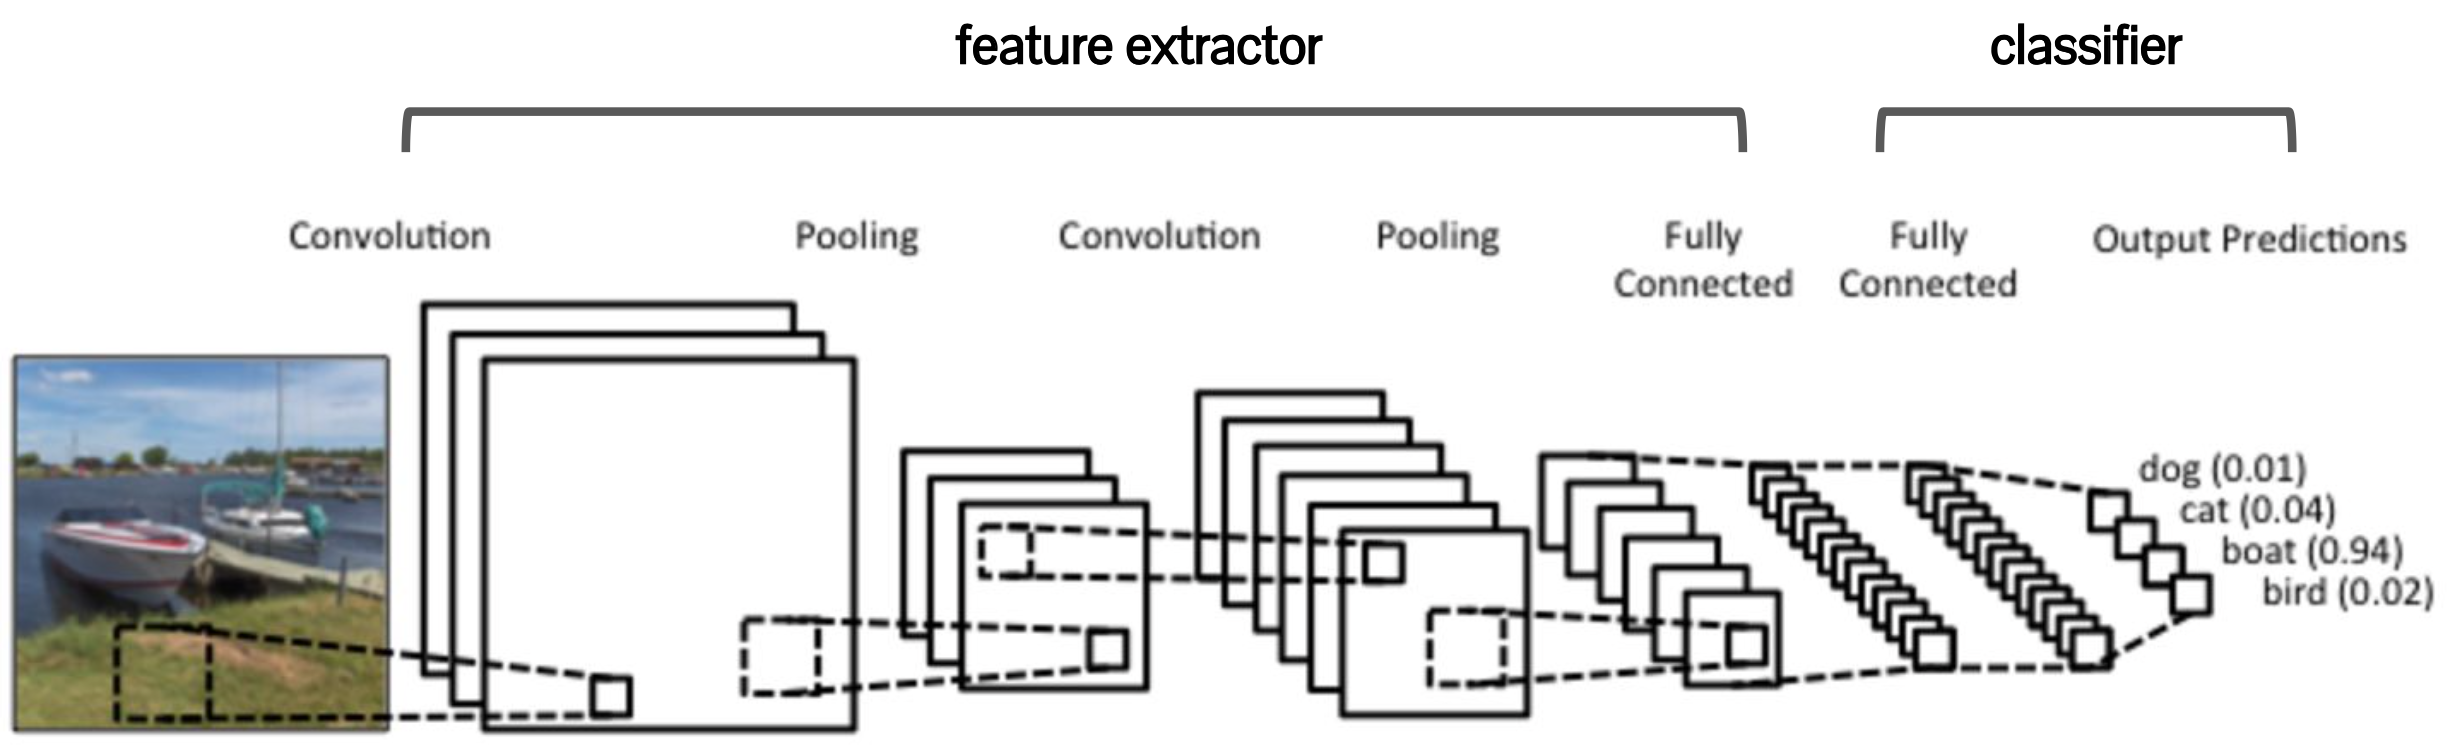 feature extractor
classifier
Convolution
Pooling
Convolution
Pooling
Fully
Connected
Fully
Connected
Output Predictions
dog (0.01)
cat (0.04)
boat (0.94)
bird (0.02)